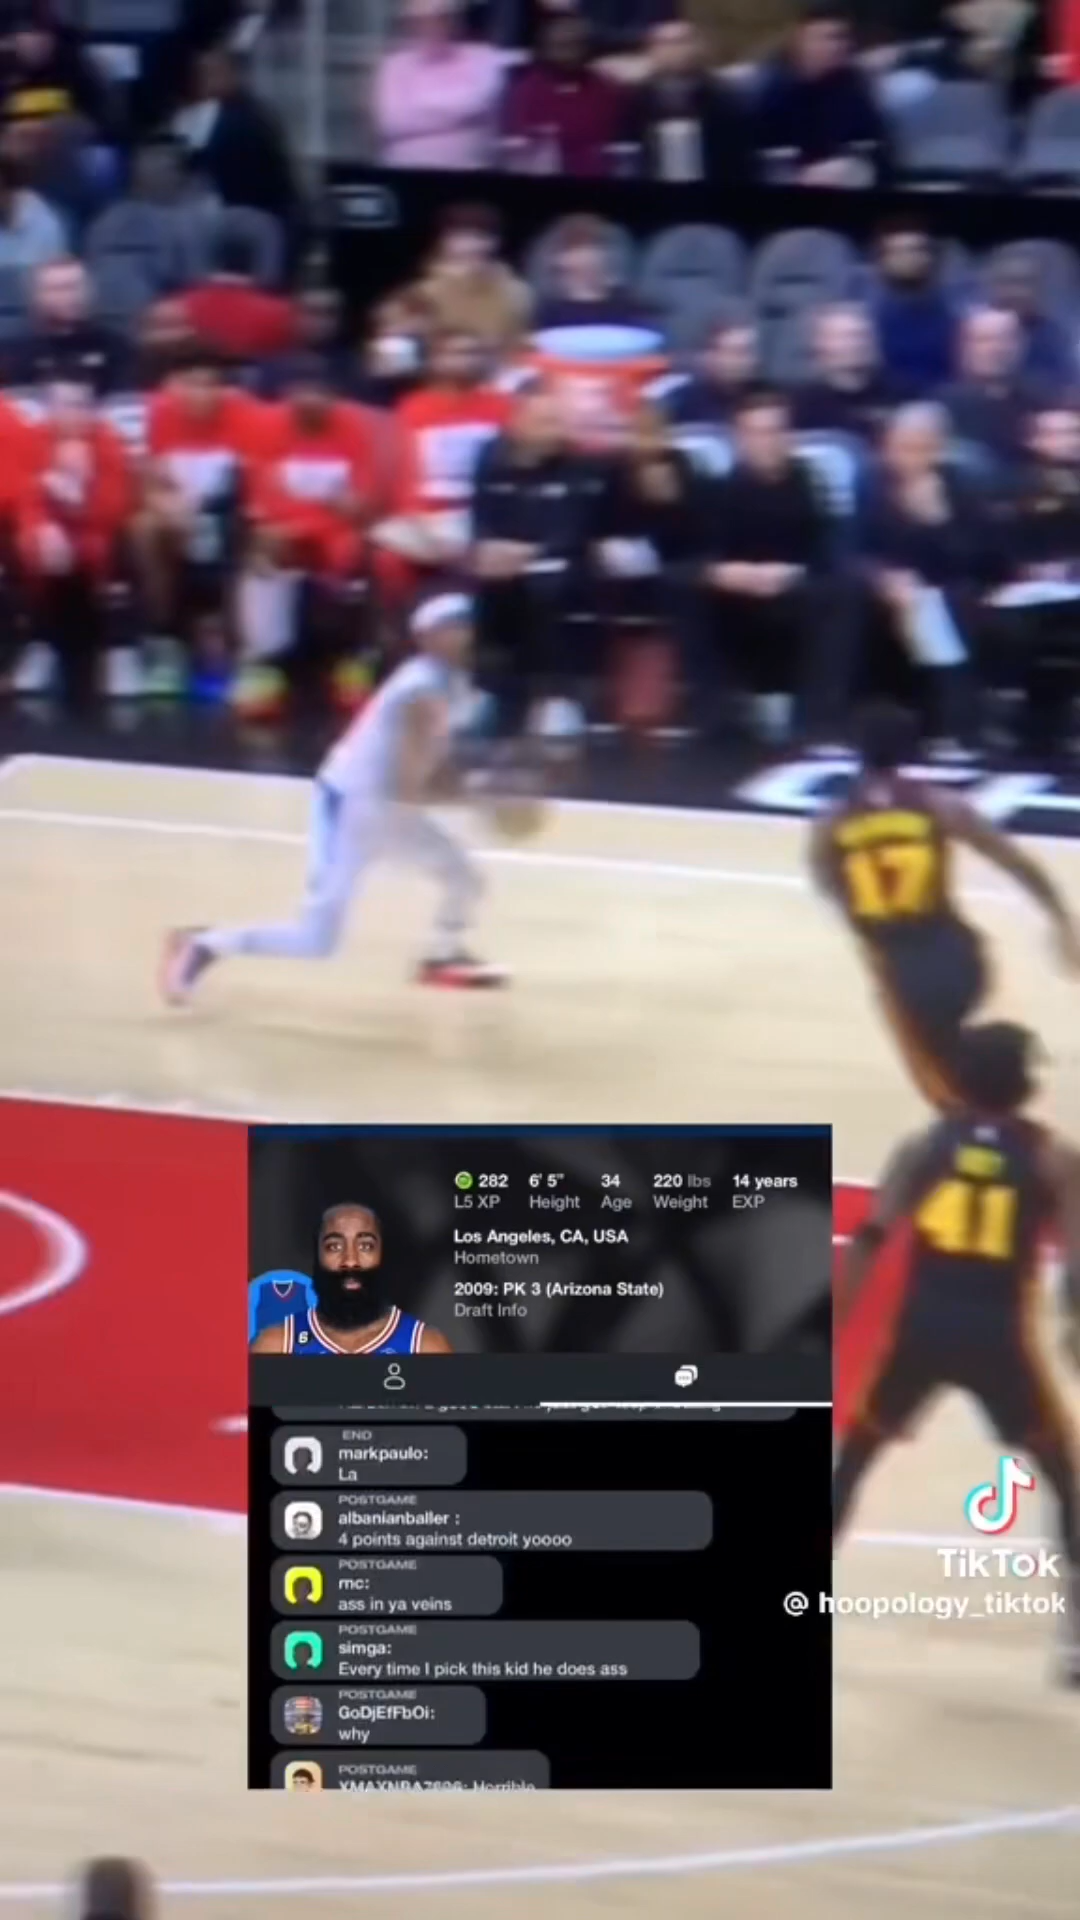 17
41
282
L5 XP
6' 5"
Height
34
Age
220 lbs
Weight
14 years
EXP
Los Angeles, CA, USA
Hometown
2009: PK 3 (Arizona State)
Draft Info
6
END
markpaulo:
La
POSTGAME
albanianballer :
4 points against detroit yoooo
POSTGAME
mc:
ass in ya veins
POSTGAME
simga:
Every time I pick this kid he does ass
POSTGAME
GoDjEfFbOi:
why
POSTGAME
Horrible
TikTok
@ hoopology_tiktok